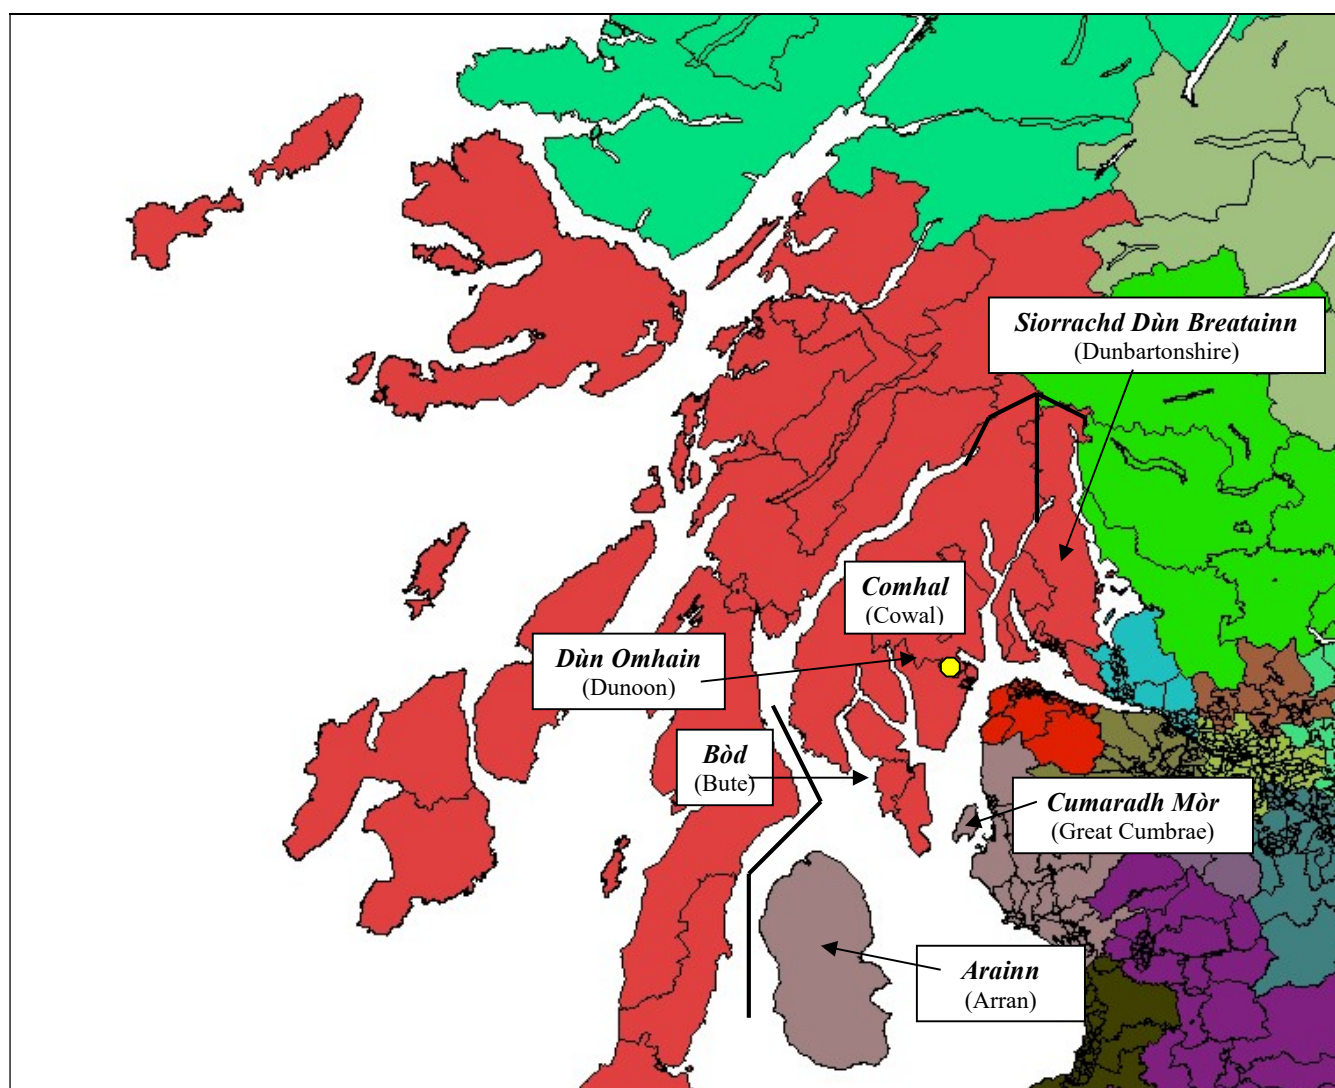 Siorrachd Dùn Breatainn
(Dunbartonshire)
Comhal
(Cowal)
Dùn Omhain
(Dunoon)
Bòd
(Bute)
Cumaradh Mòr
(Great Cumbrae)
Arainn
(Arran)